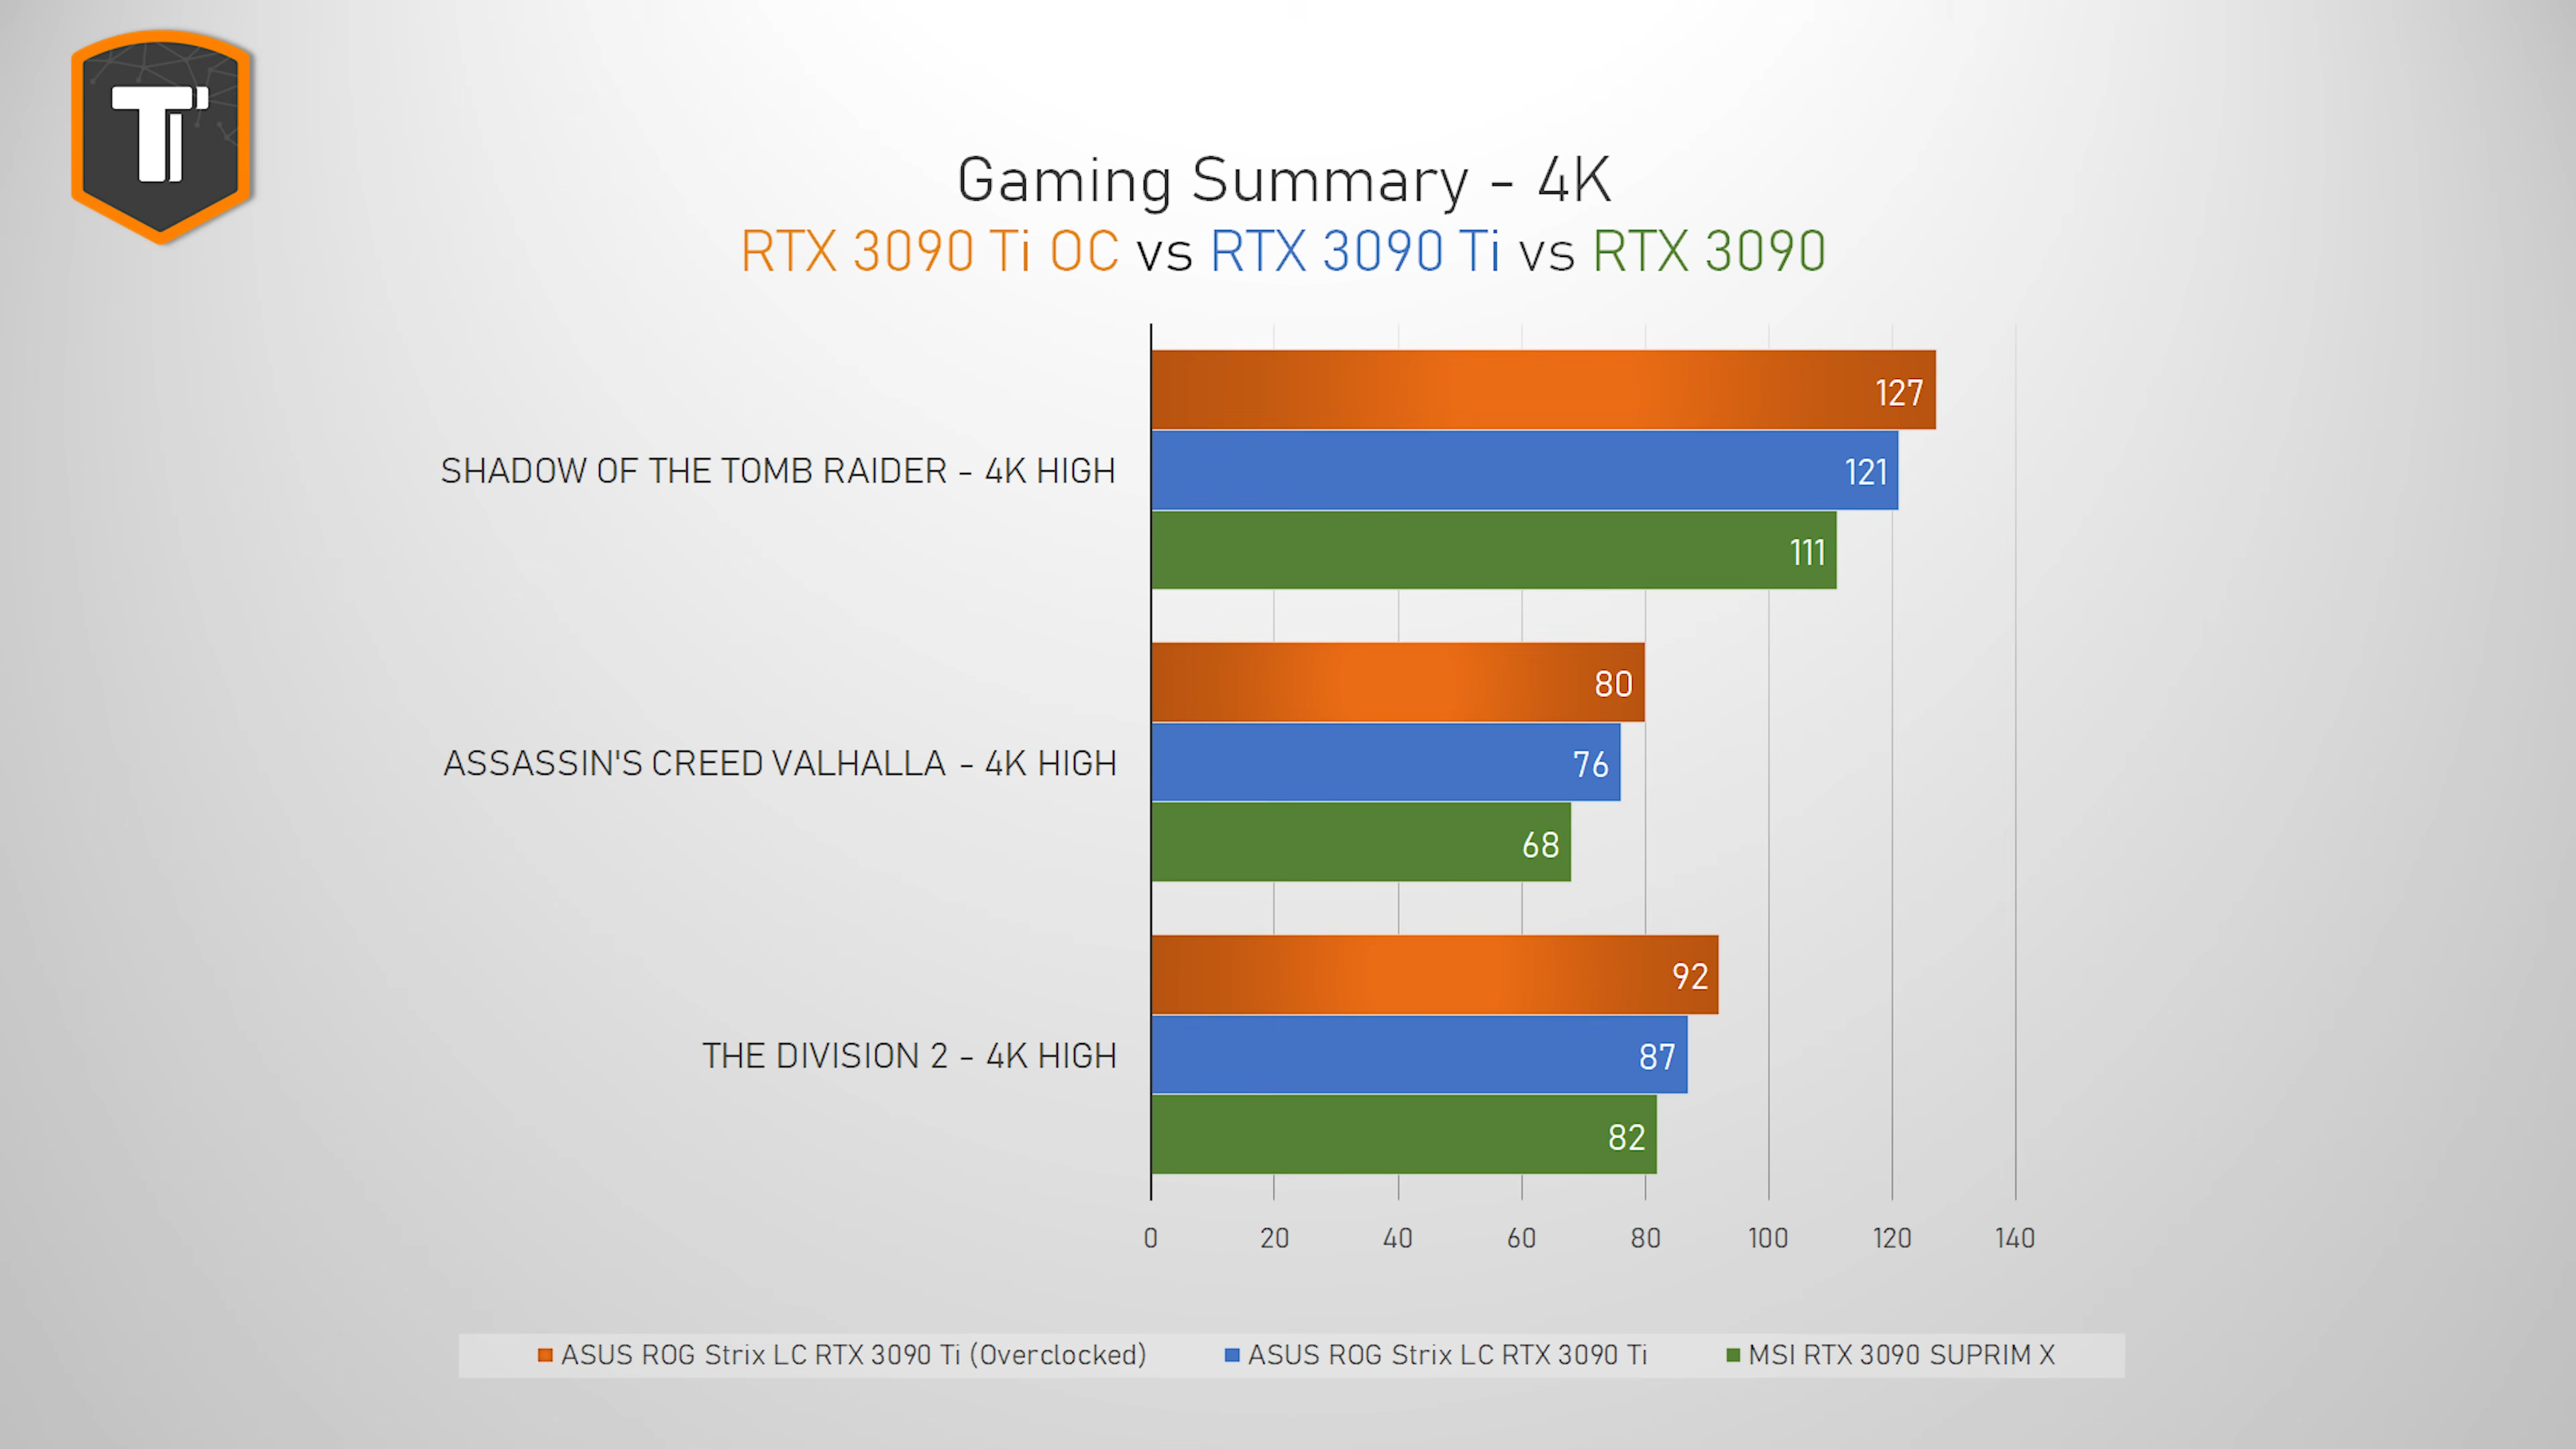 Ti
Gaming Summary - 4K
RTX 3090 Ti OC vs RTX 3090 Ti vs RTX 3090
127
SHADOW OF THE TOMB RAIDER - 4K HIGH
121
111
80
ASSASSIN'S CREED VALHALLA - 4K HIGH
76
68
92
THE DIVISION 2 - 4K HIGH
87
82
0 20 40 60 80 100 120 140
ASUS ROG Strix LC RTX 3090 Ti (Overclocked) ASUS ROG Strix LC RTX 3090 Ti MSI RTX 3090 SUPRIM X